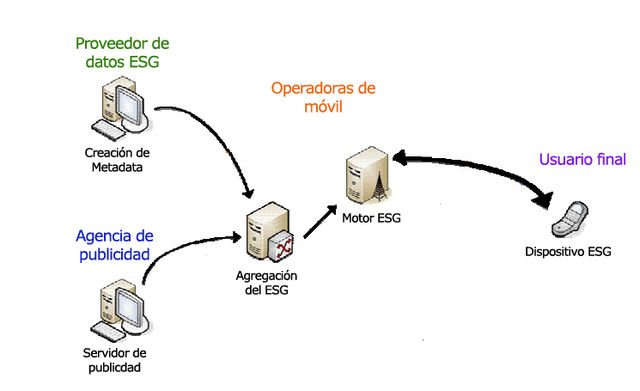 Proveedor de
datos ESG
Creación de
Metadata
Operadoras de
móvil
Motor ESG
Usuario final
Dispositivo ESG
Agencia de
publicidad
Agregación
del ESG
Servidor de
publicdad